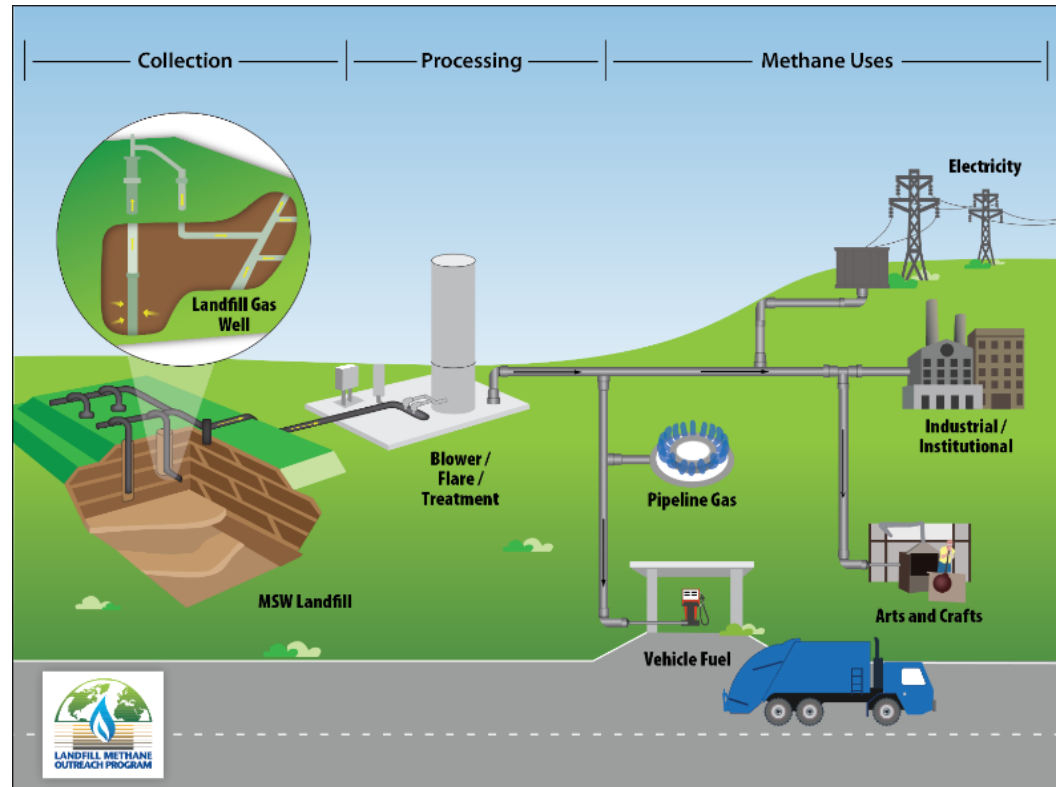 Collection
Processing
Methane Uses
Landfill Gas
Well
MSW Landfill
Blower /
Flare /
Treatment
Electricity
Industrial /
Institutional
Pipeline Gas
Arts and Crafts
Vehicle Fuel
LANDFILL METHANE
OUTREACH PROGRAM